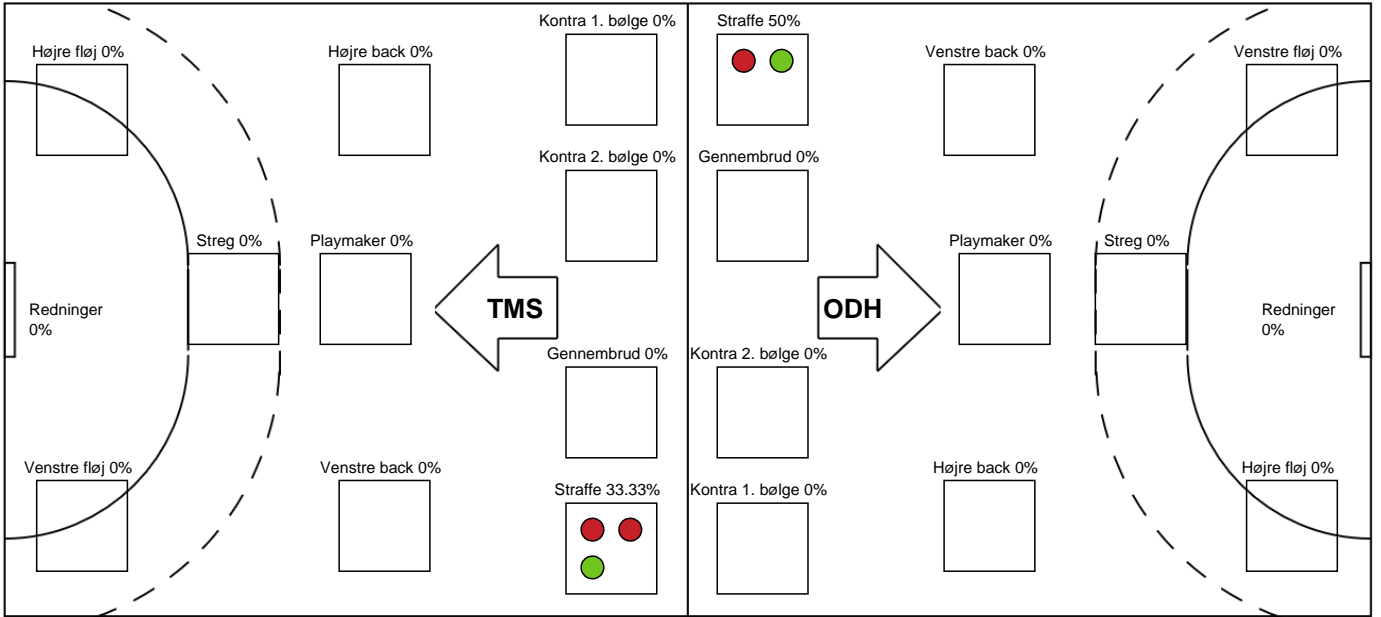 Kontra 1. bølge 0%
Straffe 50%
Højre fløj 0%
Højre back 0%
Venstre back 0%
Venstre fløj 0%
Kontra 2. bølge 0%
Gennembrud 0%
Streg 0%
Playmaker 0%
Playmaker 0%
Streg 0%
Redninger
0%
TMS
ODH
Redninger
0%
Gennembrud 0%
Kontra 2. bølge 0%
Venstre fløj 0%
Venstre back 0%
Højre back 0%
Højre fløj 0%
Straffe 33.33%
Kontra 1. bølge 0%